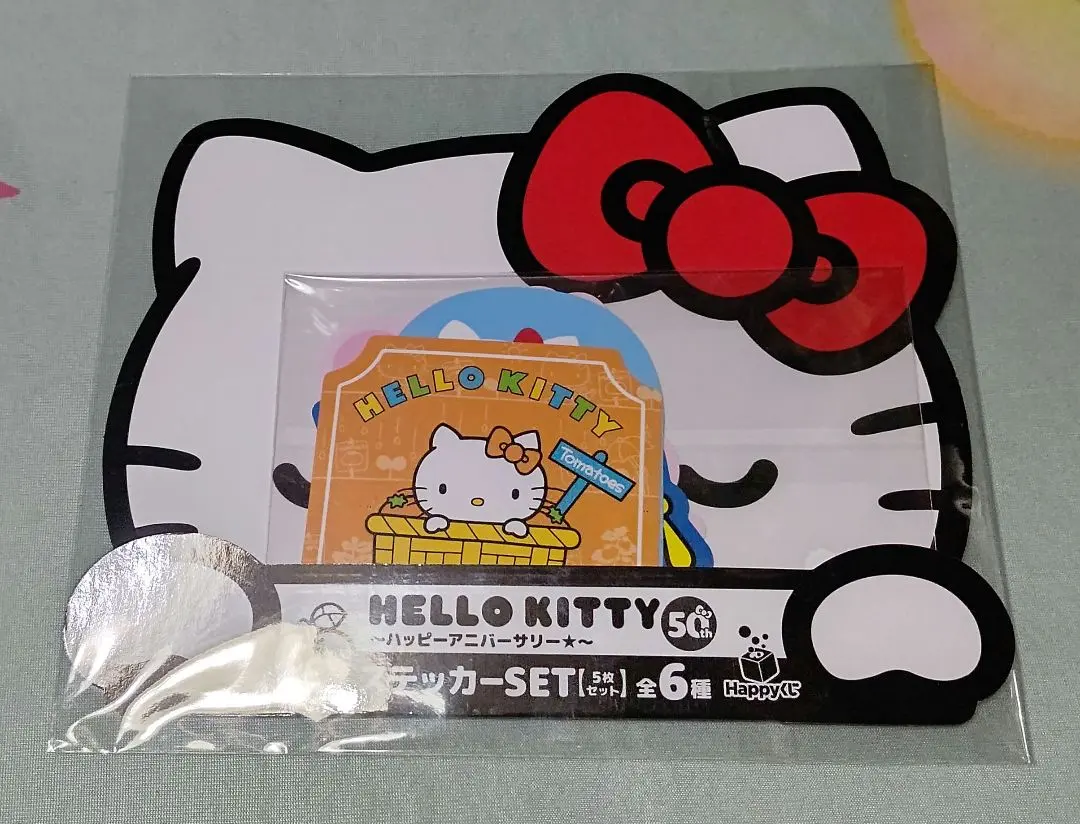 HELLO KITTY
Tomatoes
HELLO KITTY 50th
～ハッピーアニバーサリー★～
テッカーSET【5枚セット】全6種
Happyくじ